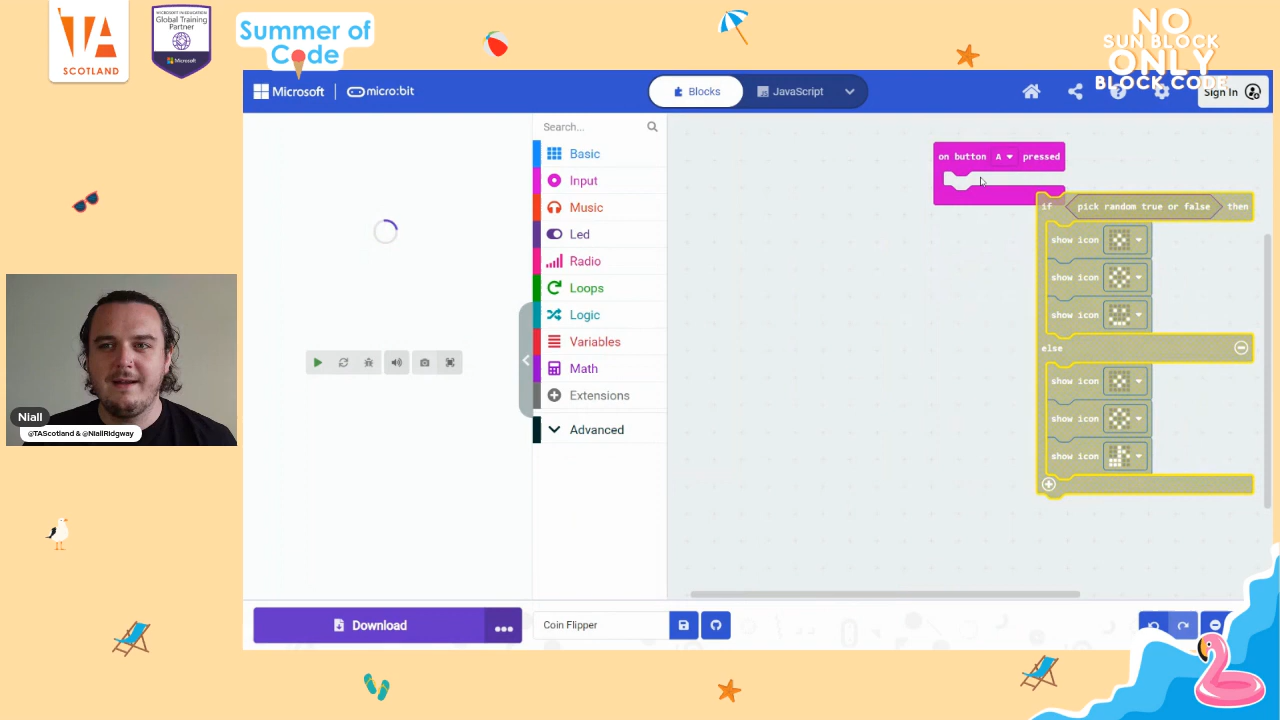 TA
SCOTLAND
MICROSOFT IN EDUCATION
Global Training
Partner
Microsoft
Summer of
Code
NO
SUN BLOCK
ONLY
BLOCK CODE
Microsoft
micro:bit
Blocks
JavaScript
Sign In
Search...
Basic
Input
Music
Led
Radio
Loops
Logic
Variables
Math
Extensions
Advanced
on button A pressed
if pick random true or false then
show icon
show icon
show icon
else
show icon
show icon
show icon
Niall
@TAScotland & @NiallRidgway
Download
Coin Flipper